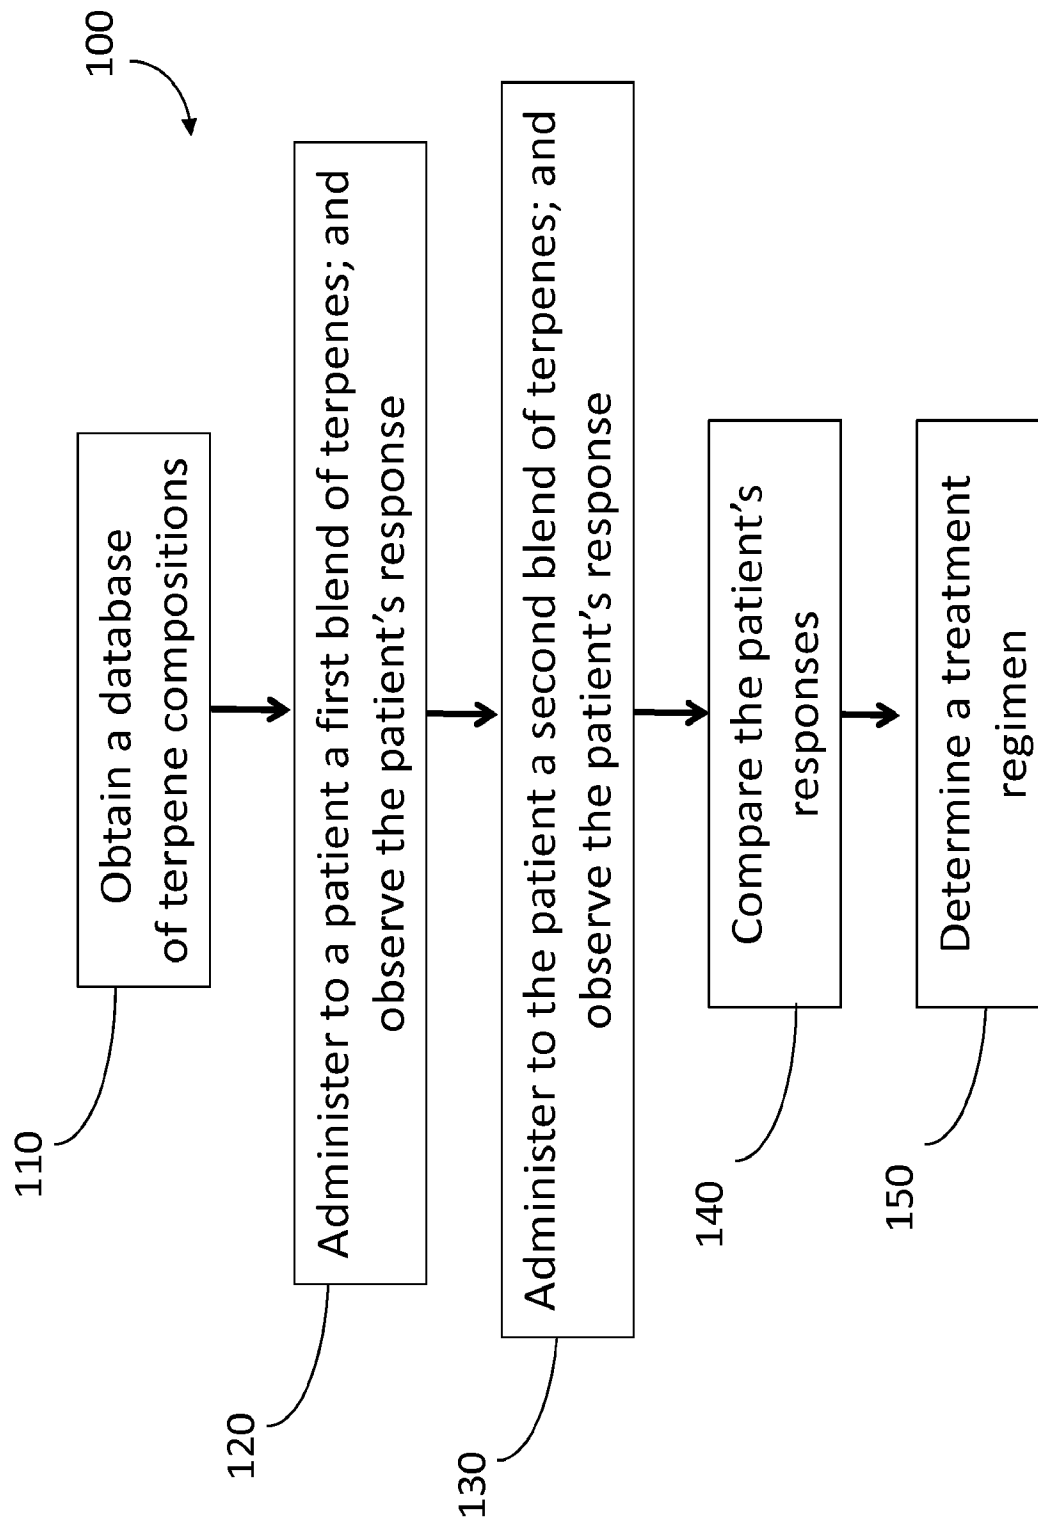 100
110
Obtain a database
of terpene compositions
120
Administer to a patient a first blend of terpenes; and
observe the patient’s response
130
Administer to the patient a second blend of terpenes; and
observe the patient’s response
140
Compare the patient’s
responses
150
Determine a treatment
regimen